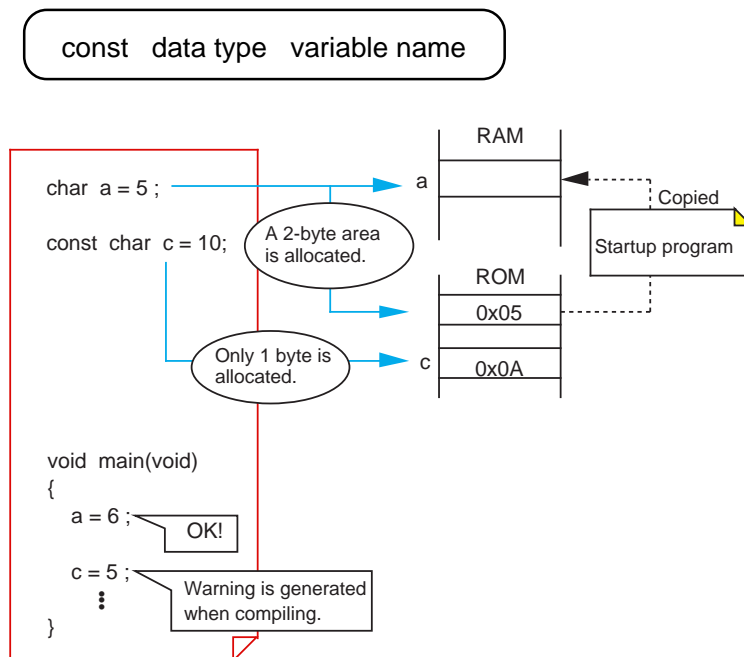 const data type variable name
char a = 5 ;
const char c = 10;
A 2-byte area
is allocated.
Only 1 byte is
allocated.
RAM
a
Copied
Startup program
ROM
0x05
c
0x0A
void main(void)
{
a = 6 ;
OK!
c = 5 ;
Warning is generated
when compiling.
}